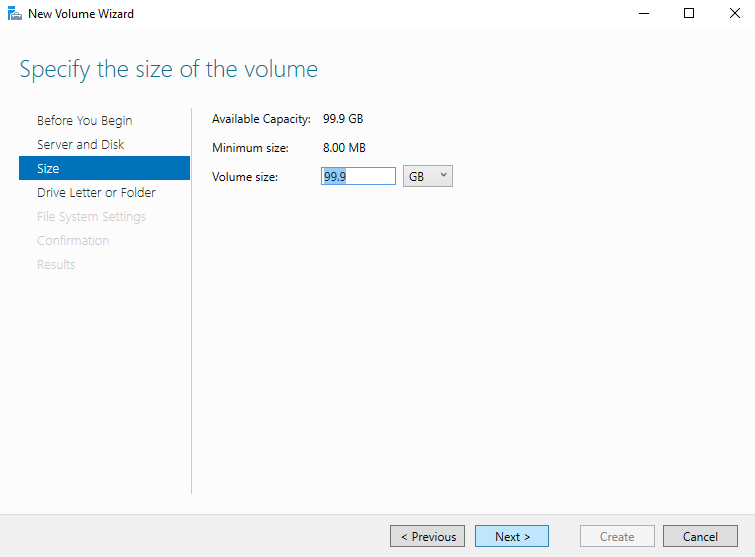 New Volume Wizard
Specify the size of the volume
Before You Begin
Server and Disk
Size
Drive Letter or Folder
File System Settings
Confirmation
Results
Available Capacity: 99.9 GB
Minimum size: 8.00 MB
Volume size: 99.9 GB
< Previous Next > Create Cancel